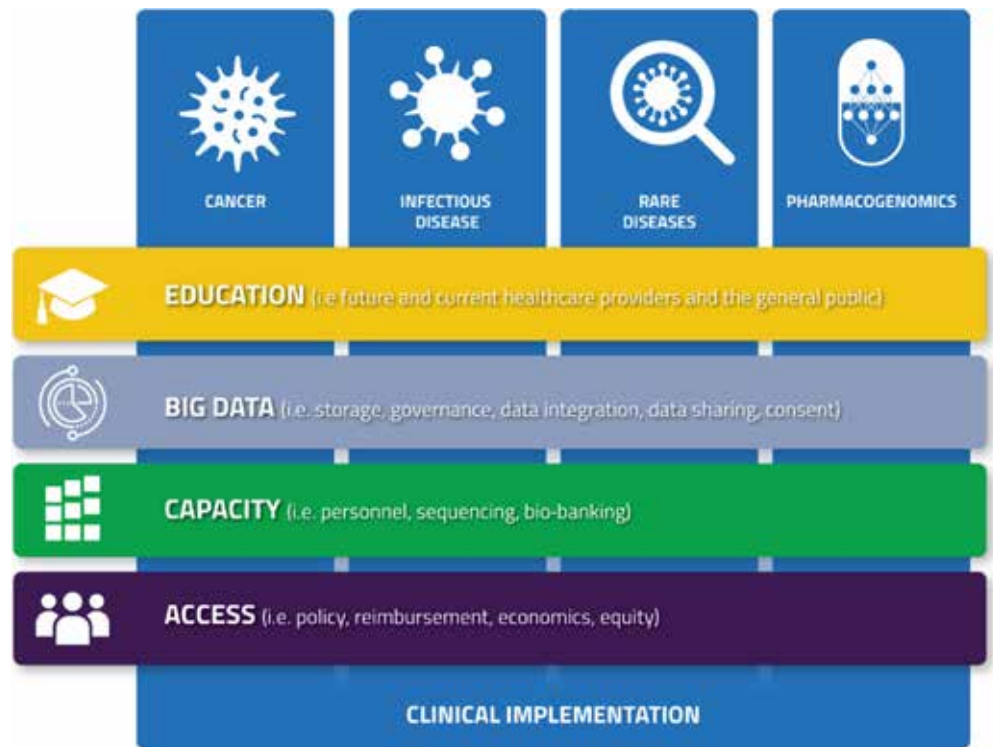 CANCER
INFECTIOUS
DISEASE
RARE
DISEASES
PHARMACOGENOMICS
EDUCATION (i.e future and current healthcare providers and the general public)
BIG DATA (i.e. storage, governance, data integration, data sharing, consent)
CAPACITY (i.e. personnel, sequencing, bio-banking)
ACCESS (i.e. policy, reimbursement, economics, equity)
CLINICAL IMPLEMENTATION